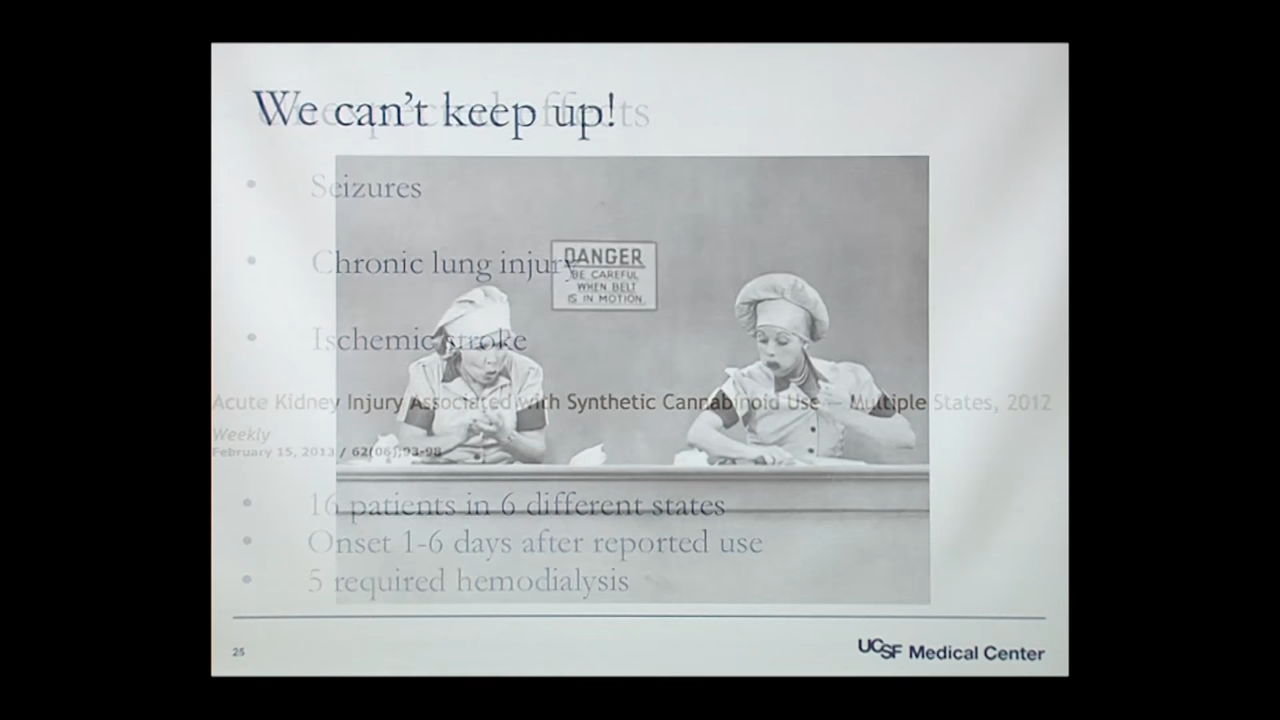 We can't keep up!
effects
• Seizures
• Chronic lung injury
• Ischemic stroke
DANGER
BE CAREFUL
WHEN BELT
IS IN MOTION
Acute Kidney Injury Associated with Synthetic Cannabinoid Use — Multiple States, 2012
Weekly
February 15, 2013 / 62(06);93-98
• 16 patients in 6 different states
• Onset 1-6 days after reported use
• 5 required hemodialysis
25
UCSF Medical Center